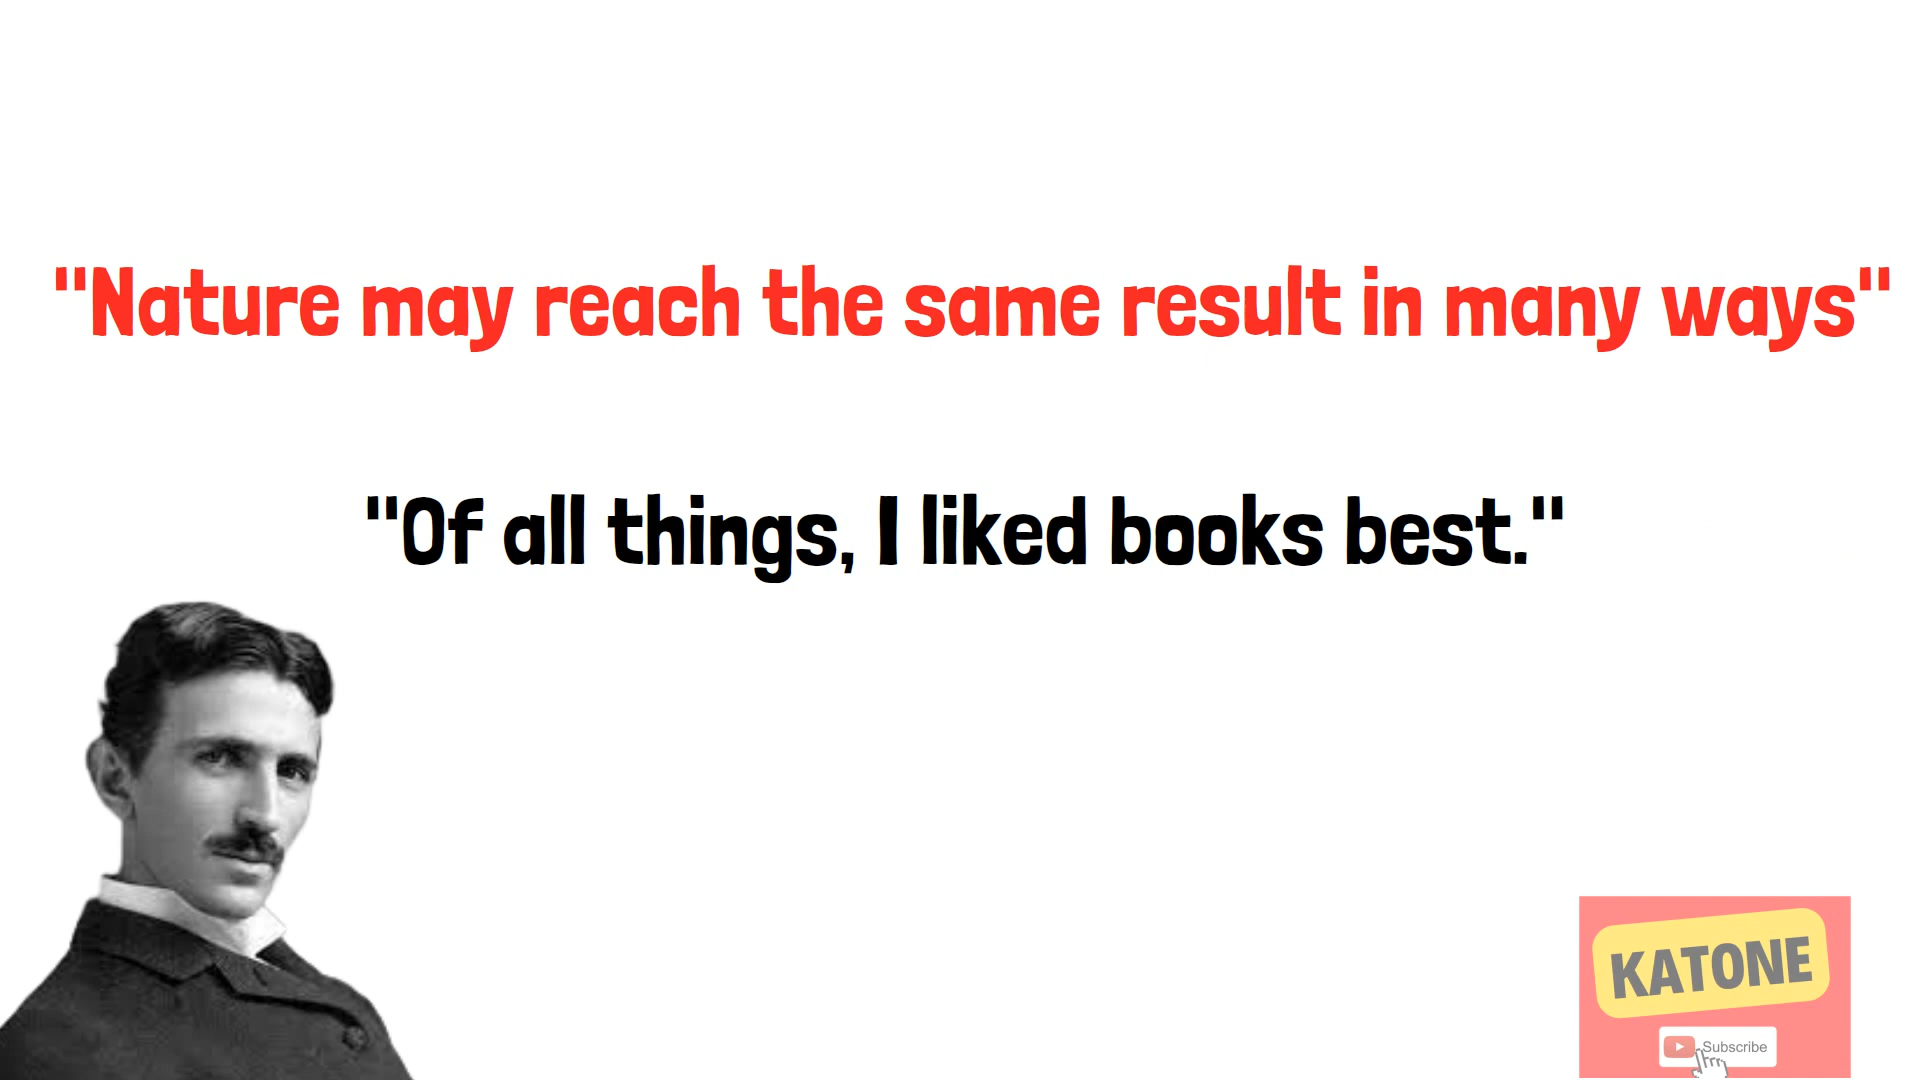 "Nature may reach the same result in many ways"
"Of all things, I liked books best."
KATONE
Subscribe